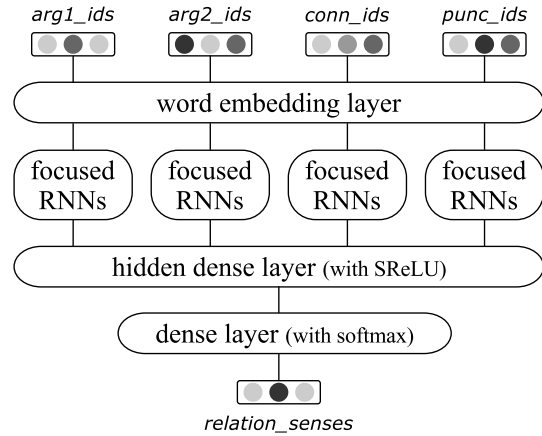 arg1_ids arg2_ids conn_ids punc_ids
word embedding layer
focused focused focused focused
RNNs RNNs RNNs RNNs
hidden dense layer (with SReLU)
dense layer (with softmax)
relation_senses